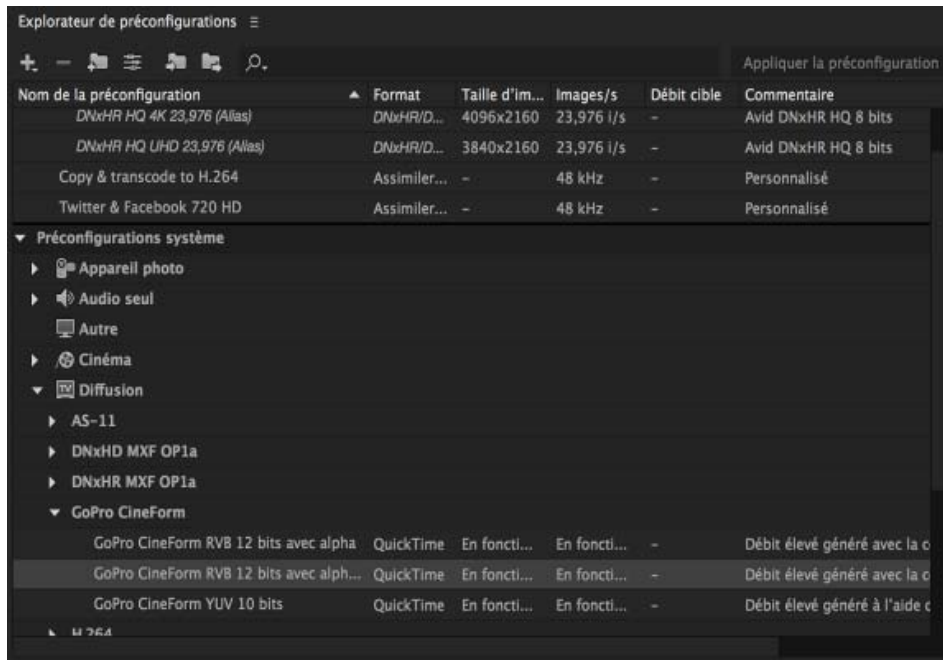 Explorateur de préconfigurations
Appliquer la préconfiguration
Nom de la préconfiguration Format Taille d'im... Images/s Débit cible Commentaire
DNxHR HQ 4K 23,976 (Alias) DNxHR/D... 4096x2160 23,976 i/s - Avid DNxHR HQ 8 bits
DNxHR HQ UHD 23,976 (Alias) DNxHR/D... 3840x2160 23,976 i/s - Avid DNxHR HQ 8 bits
Copy & transcode to H.264 Assimiler... - 48 kHz - Personnalisé
Twitter & Facebook 720 HD Assimiler... - 48 kHz - Personnalisé
Préconfigurations système
Appareil photo
Audio seul
Autre
Cinéma
TV Diffusion
AS-11
DNxHD MXF OP1a
DNxHR MXF OP1a
GoPro CineForm
GoPro CineForm RVB 12 bits avec alpha QuickTime En foncti... En foncti... - Débit élevé généré avec la c
GoPro CineForm RVB 12 bits avec alph... QuickTime En foncti... En foncti... - Débit élevé généré avec la c
GoPro CineForm YUV 10 bits QuickTime En foncti... En foncti... - Débit élevé généré à l'aide d
H.264